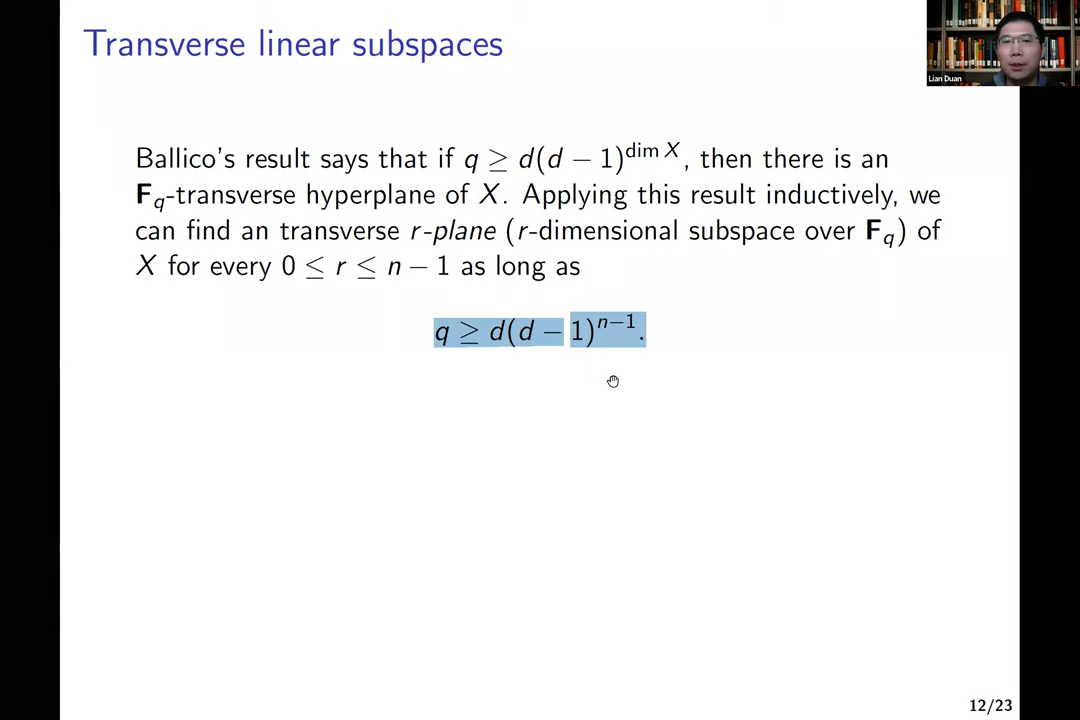 Transverse linear subspaces
Lian Duan
Ballico's result says that if q ≥ d(d − 1)^{dim X}, then there is an
F_q-transverse hyperplane of X. Applying this result inductively, we
can find an transverse r-plane (r-dimensional subspace over F_q) of
X for every 0 ≤ r ≤ n − 1 as long as
q ≥ d(d − 1)^{n−1}.
12/23